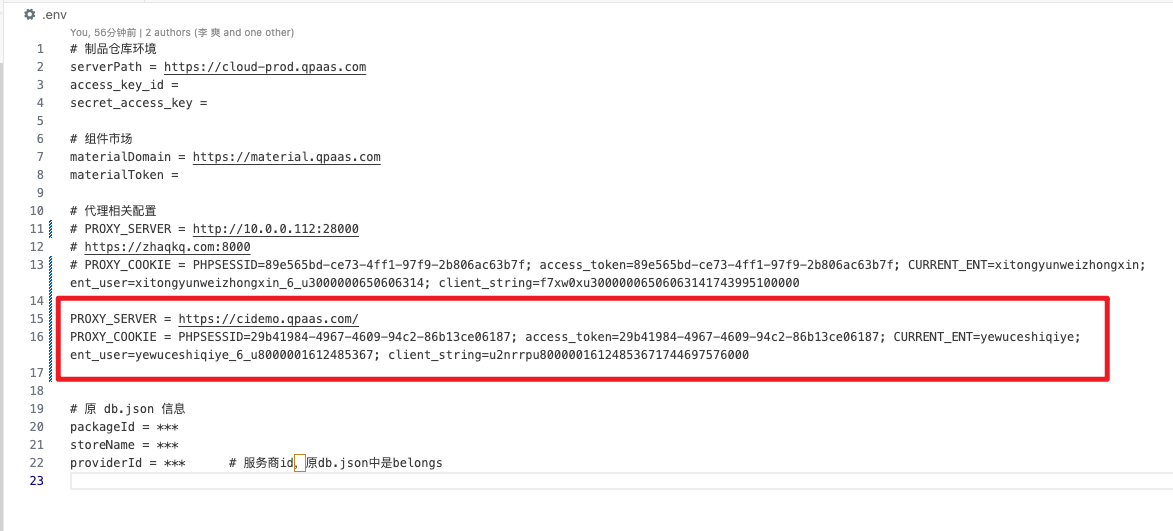 .env
You, 56分钟前 | 2 authors (李 爽 and one other)
1 # 制品仓库环境
2 serverPath = https://cloud-prod.qpaas.com
3 access_key_id =
4 secret_access_key =
5
6 # 组件市场
7 materialDomain = https://material.qpaas.com
8 materialToken =
9
10 # 代理相关配置
11 # PROXY_SERVER = http://10.0.0.112:28000
12 # https://zhaqkq.com:8000
13 # PROXY_COOKIE = PHPSESSID=89e565bd-ce73-4ff1-97f9-2b806ac63b7f; access_token=89e565bd-ce73-4ff1-97f9-2b806ac63b7f; CURRENT_ENT=xitongyunweizhongxin;
ent_user=xitongyunweizhongxin_6_u3000000650606314; client_string=f7xw0xu30000006506063141743995100000
14
15 PROXY_SERVER = https://cidemo.qpaas.com/
16 PROXY_COOKIE = PHPSESSID=29b41984-4967-4609-94c2-86b13ce06187; access_token=29b41984-4967-4609-94c2-86b13ce06187; CURRENT_ENT=yewuceshiqiye;
ent_user=yewuceshiqiye_6_u8000001612485367; client_string=u2nrrpu80000016124853671744697576000
17
18
19 # 原 db.json 信息
20 packageId = ***
21 storeName = ***
22 providerId = *** # 服务商id，原db.json中是belongs
23